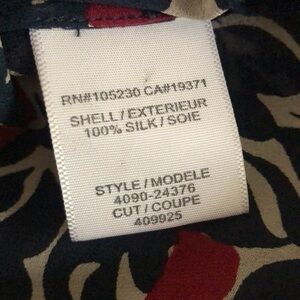 RN#105230 CA#19371
SHELL / EXTERIEUR
100% SILK / SOIE
STYLE / MODELE
4090-24376
CUT / COUPE
409925